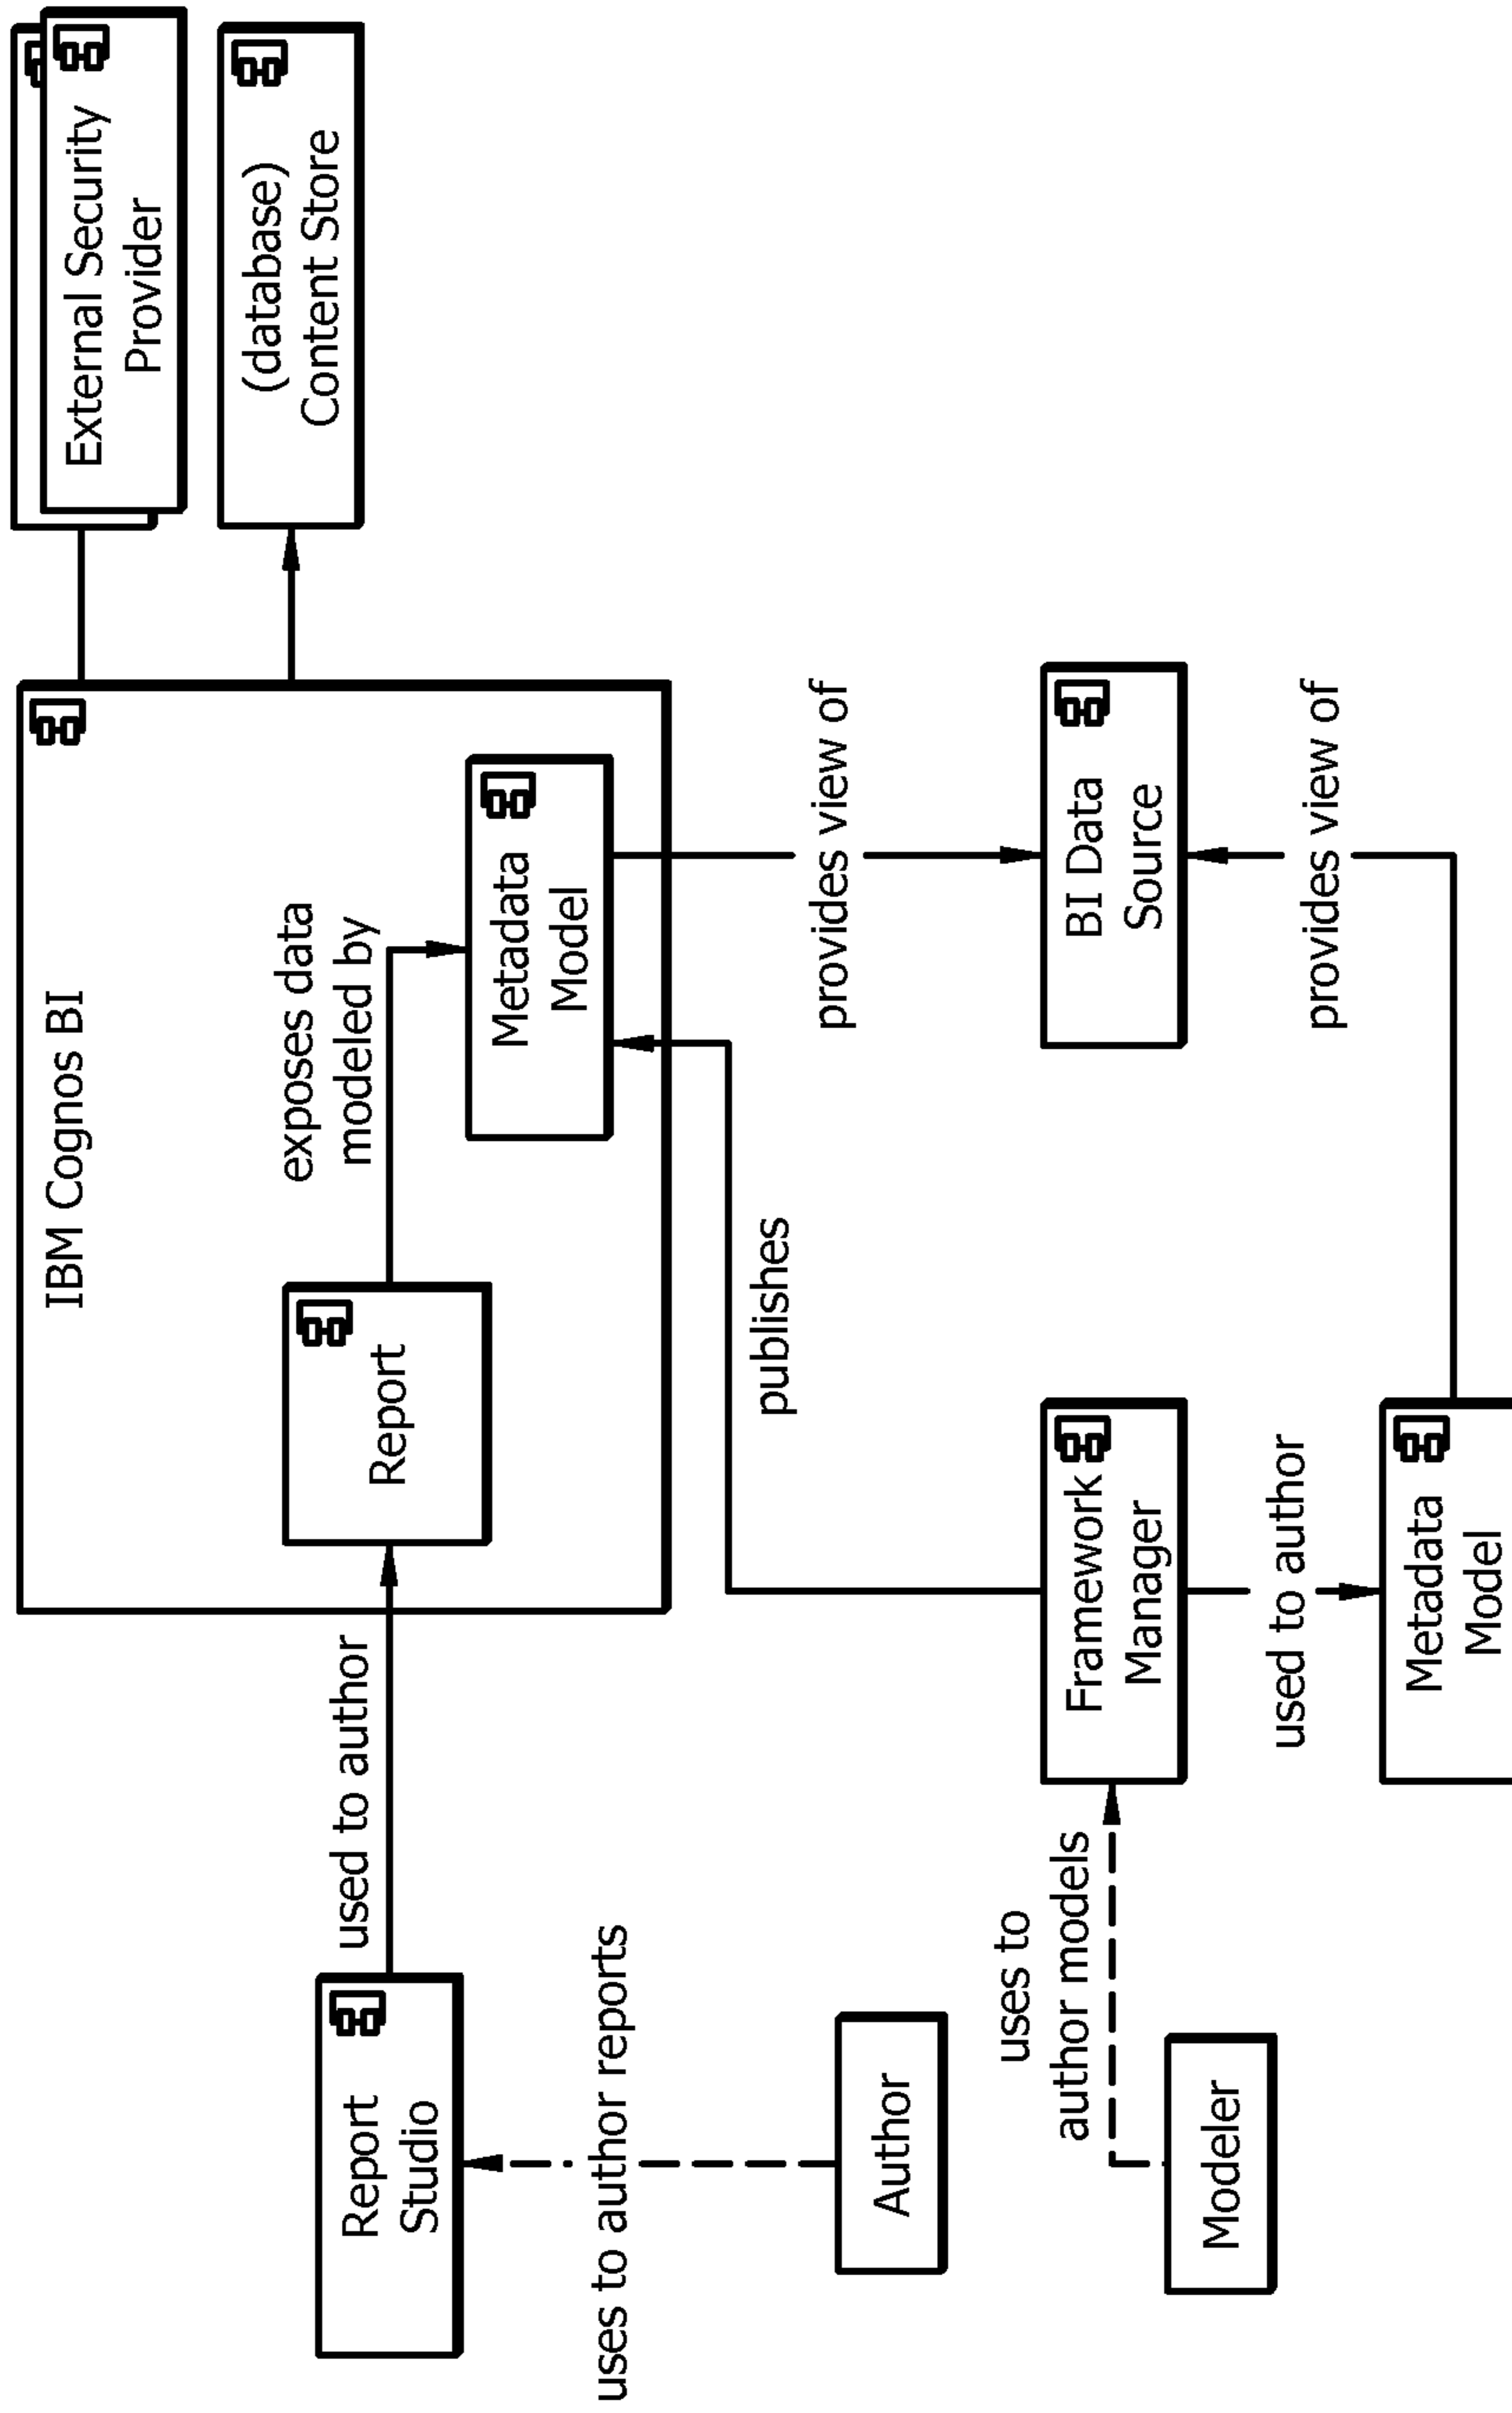 IBM Cognos BI
External Security
Provider
(database)
Content Store
used to author
Report
Studio
Report
exposes data
modeled by
Metadata
Model
uses to author reports
publishes
provides view of
Author
uses to
author models
Framework
Manager
BI Data
Source
Modeler
used to author
provides view of
Metadata
Model